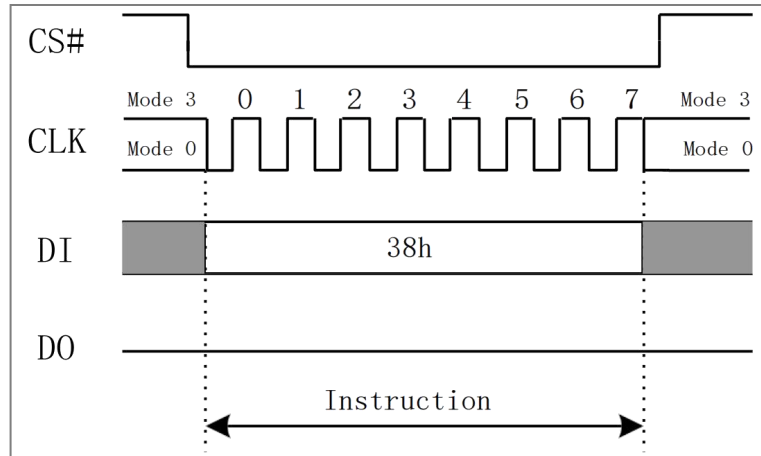 CS#
Mode 3 0 1 2 3 4 5 6 7 Mode 3
CLK
Mode 0 Mode 0
DI 38h
DO
Instruction